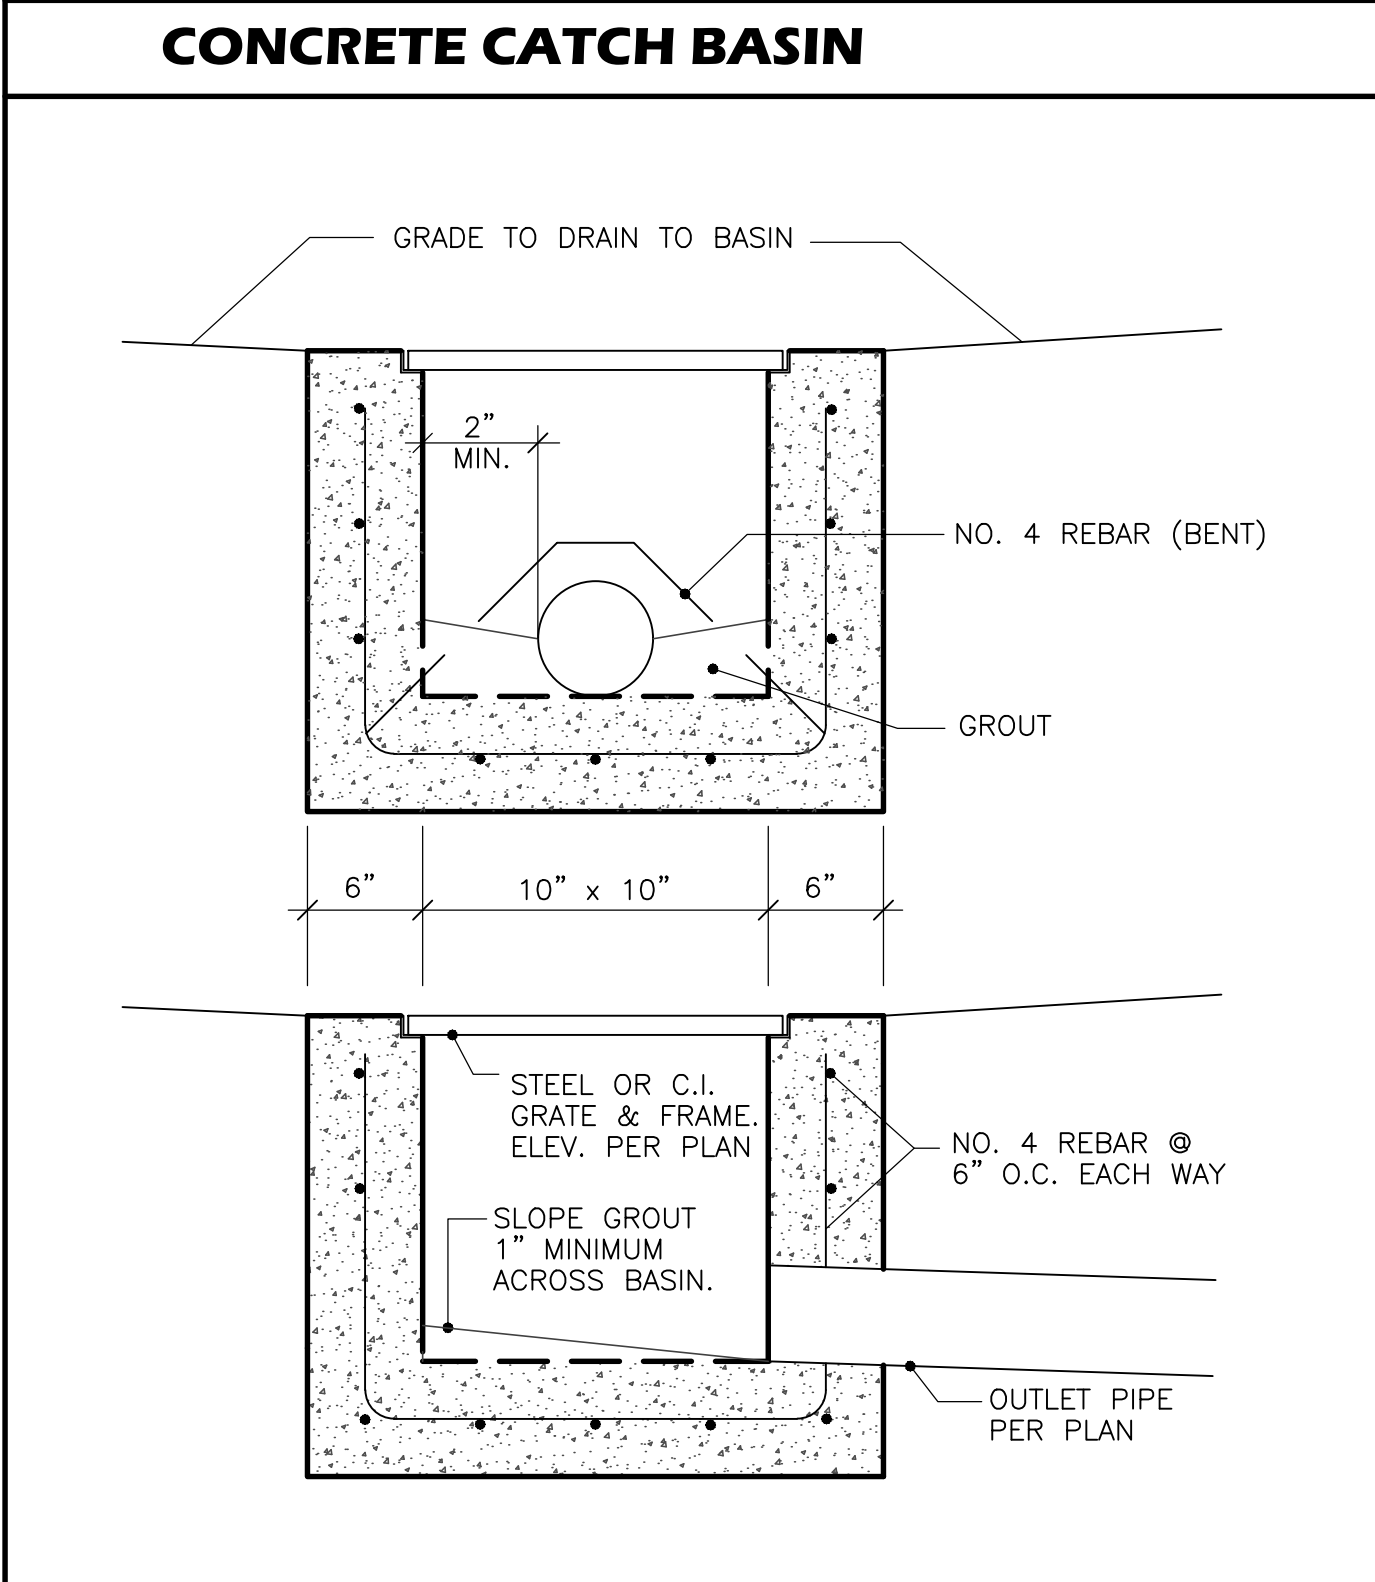 CONCRETE CATCH BASIN
GRADE TO DRAIN TO BASIN
2”
MIN.
NO. 4 REBAR (BENT)
GROUT
6”
10” x 10”
6”
STEEL OR C.I.
GRATE & FRAME.
ELEV. PER PLAN
NO. 4 REBAR @
6” O.C. EACH WAY
SLOPE GROUT
1” MINIMUM
ACROSS BASIN.
OUTLET PIPE
PER PLAN